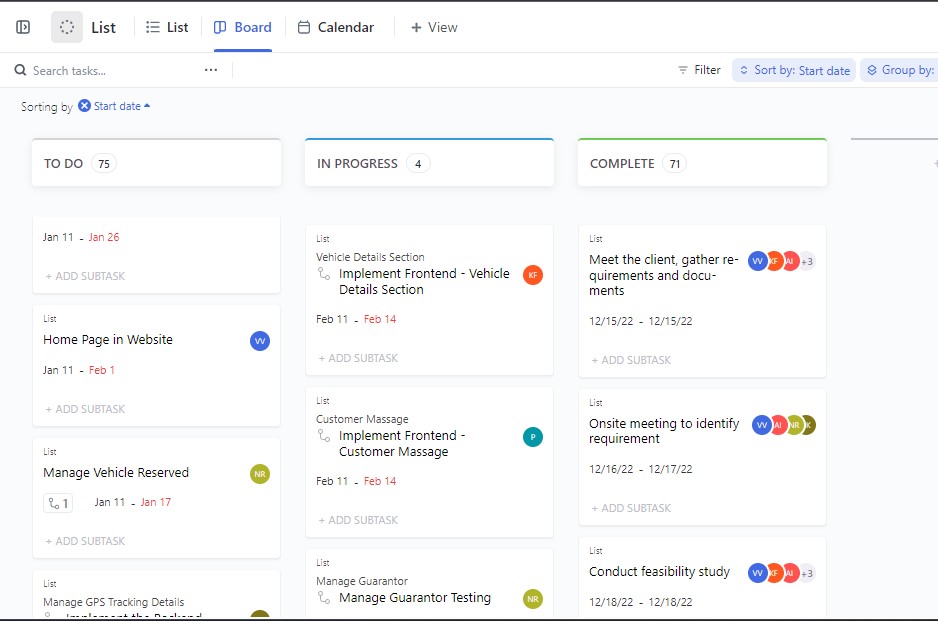 List
List
Board
Calendar
+ View
Search tasks...
...
Filter
Sort by: Start date
Group by:
Sorting by
Start date
TO DO 75
Jan 11 - Jan 26
+ ADD SUBTASK
List
Home Page in Website
VV
Jan 11 - Feb 1
+ ADD SUBTASK
List
Manage Vehicle Reserved
NR
1
Jan 11 - Jan 17
+ ADD SUBTASK
List
Manage GPS Tracking Details
Implement the Backend
IN PROGRESS 4
List
Vehicle Details Section
Implement Frontend - Vehicle
Details Section
KF
Feb 11 - Feb 14
+ ADD SUBTASK
List
Customer Massage
Implement Frontend -
Customer Massage
P
Feb 11 - Feb 14
+ ADD SUBTASK
List
Manage Guarantor
Manage Guarantor Testing
NR
COMPLETE 71
List
Meet the client, gather re-
quirements and docu-
ments
VV KF AI +3
12/15/22 - 12/15/22
+ ADD SUBTASK
List
Onsite meeting to identify
requirement
VV AI NR K
12/16/22 - 12/17/22
+ ADD SUBTASK
List
Conduct feasibility study
VV KF AI +3
12/18/22 - 12/18/22
+